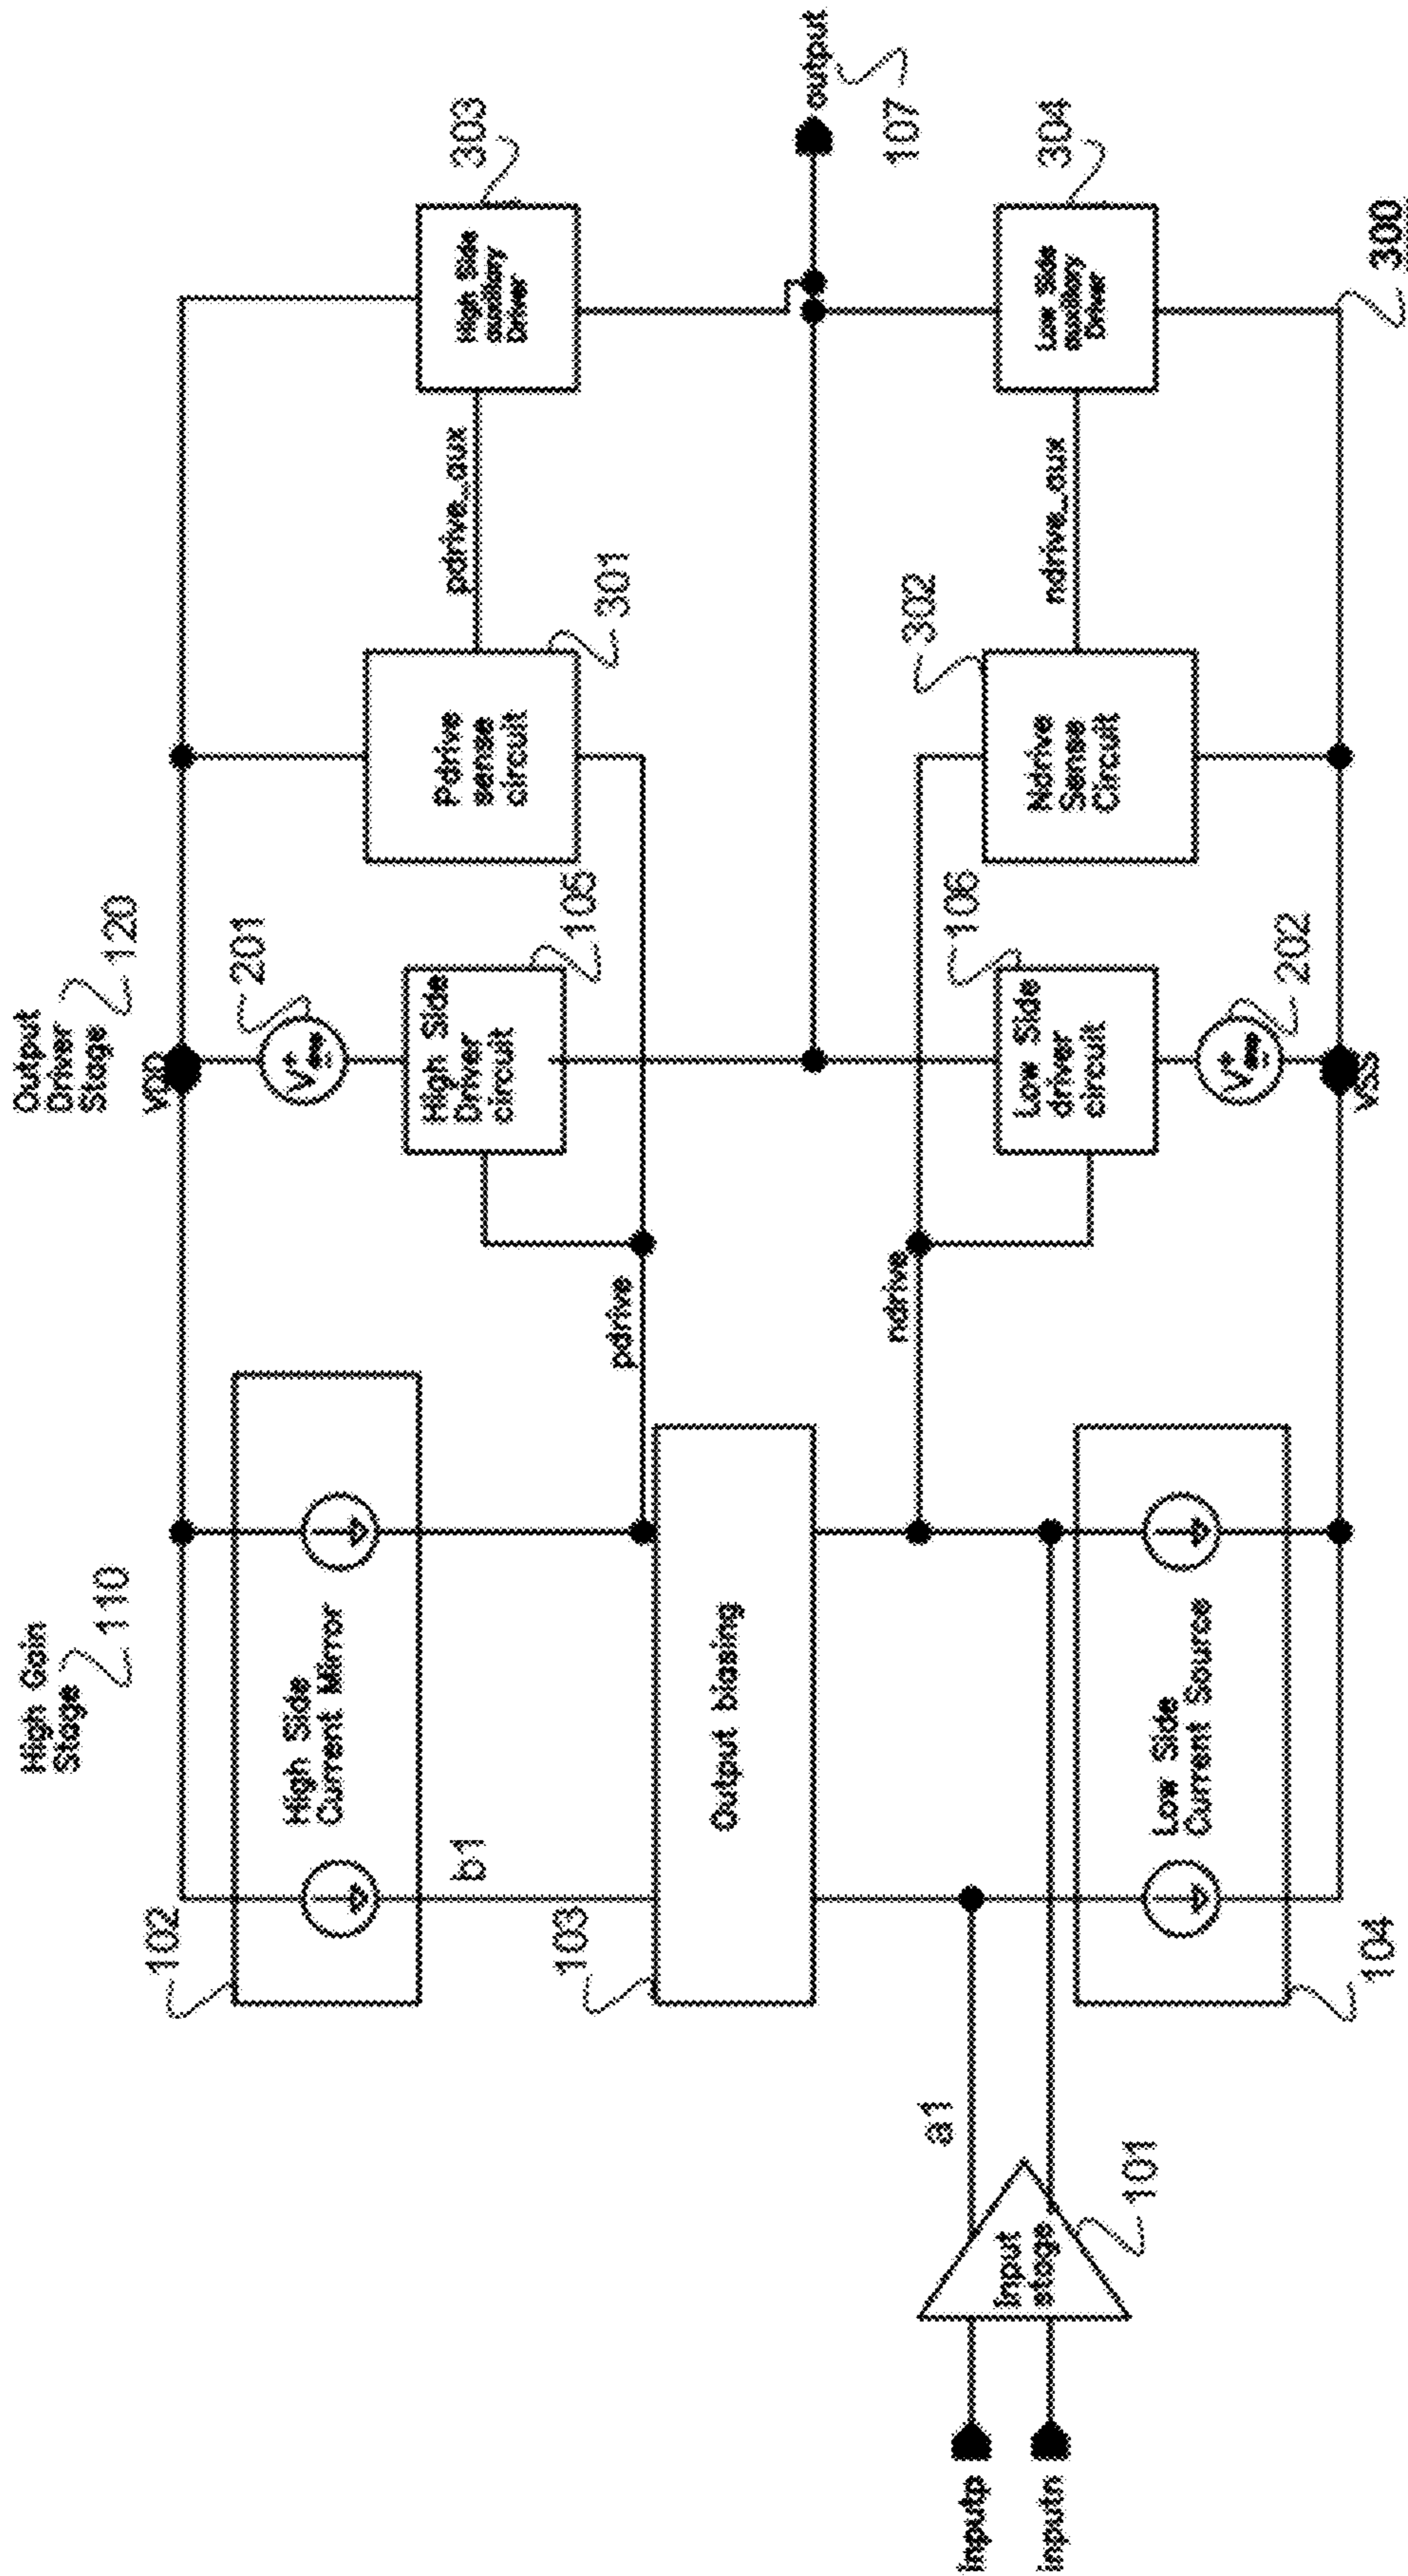 High Gain
Stage
110
Output
Driver
Stage
120
VDD
102
High Side
Current Mirror
b1
201
High Side
Driver
circuit
105
Pdrive
sense
circuit
301
pdrive_aux
High Side
auxiliary
Driver
303
pdrive
103
Output biasing
output
107
ndrive
a1
Input
stage
101
inputp
inputn
Low Side
Current Source
104
Low Side
driver
circuit
106
202
VSS
Ndrive
Sense
Circuit
302
ndrive_aux
Low Side
auxiliary
Driver
304
300